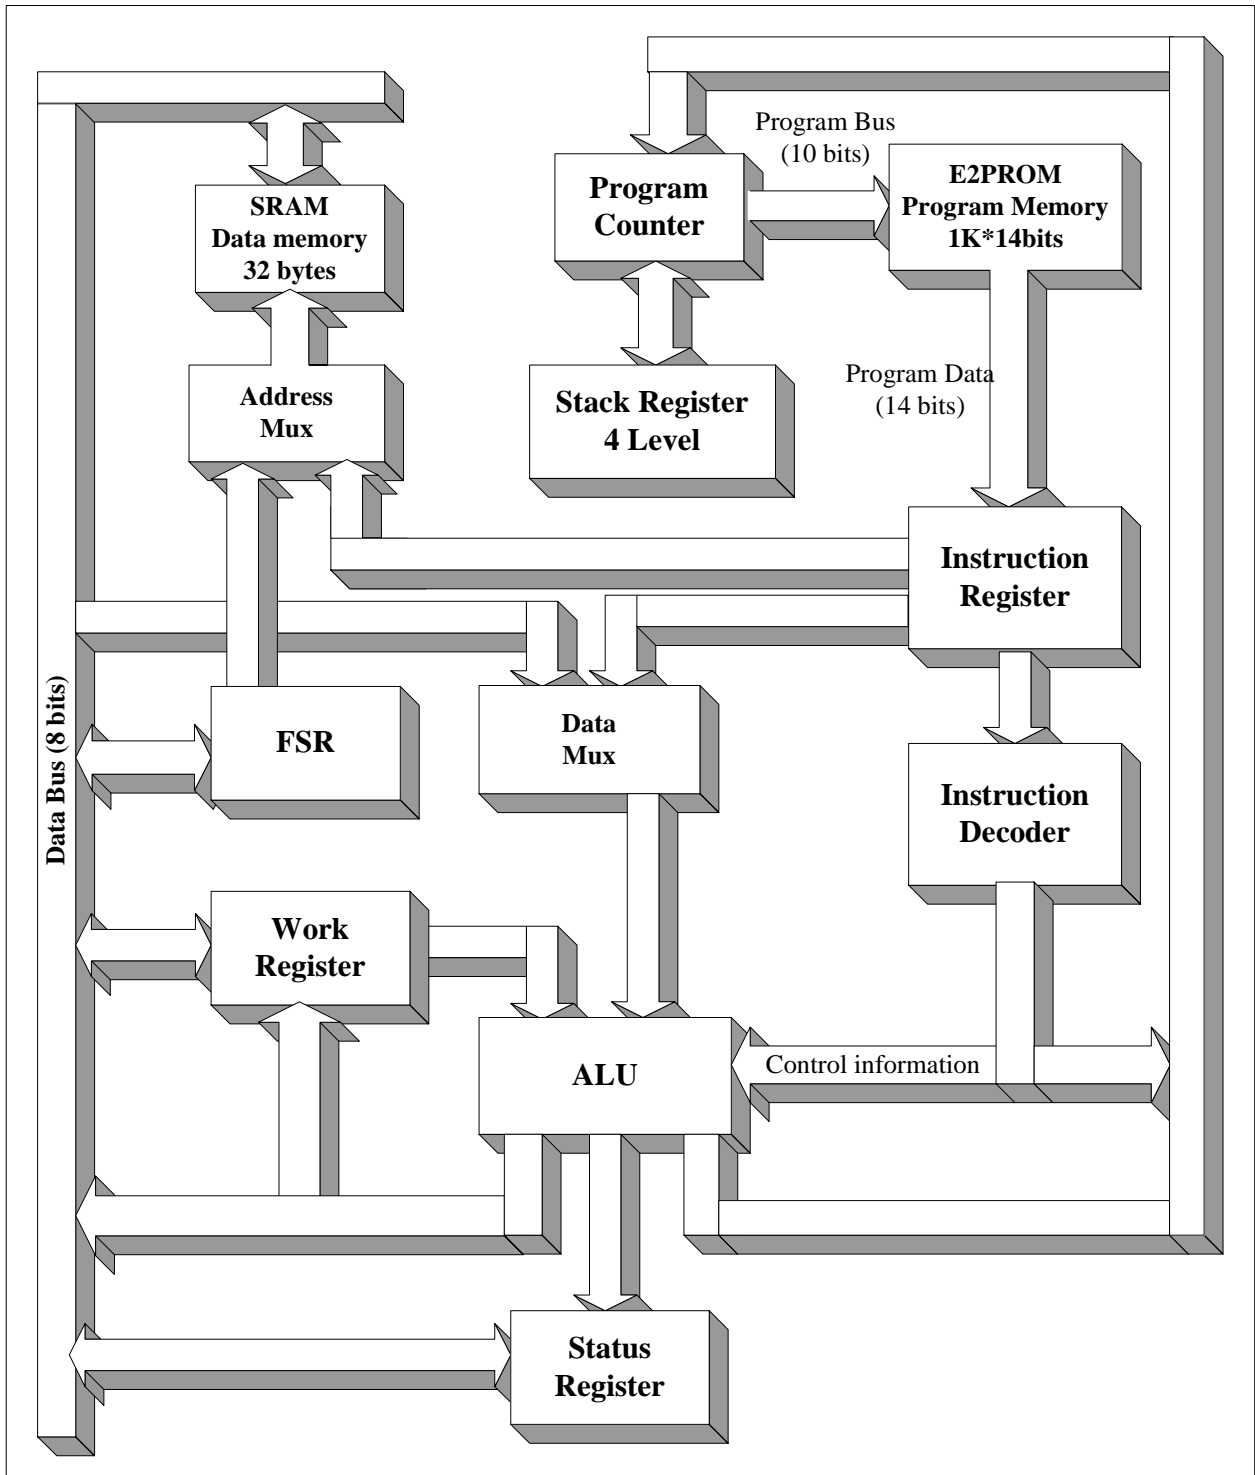 Program Bus
(10 bits)
SRAM
Data memory
32 bytes
Program
Counter
E2PROM
Program Memory
1K*14bits
Address
Mux
Stack Register
4 Level
Program Data
(14 bits)
Instruction
Register
Data Bus (8 bits)
FSR
Data
Mux
Instruction
Decoder
Work
Register
ALU
Control information
Status
Register